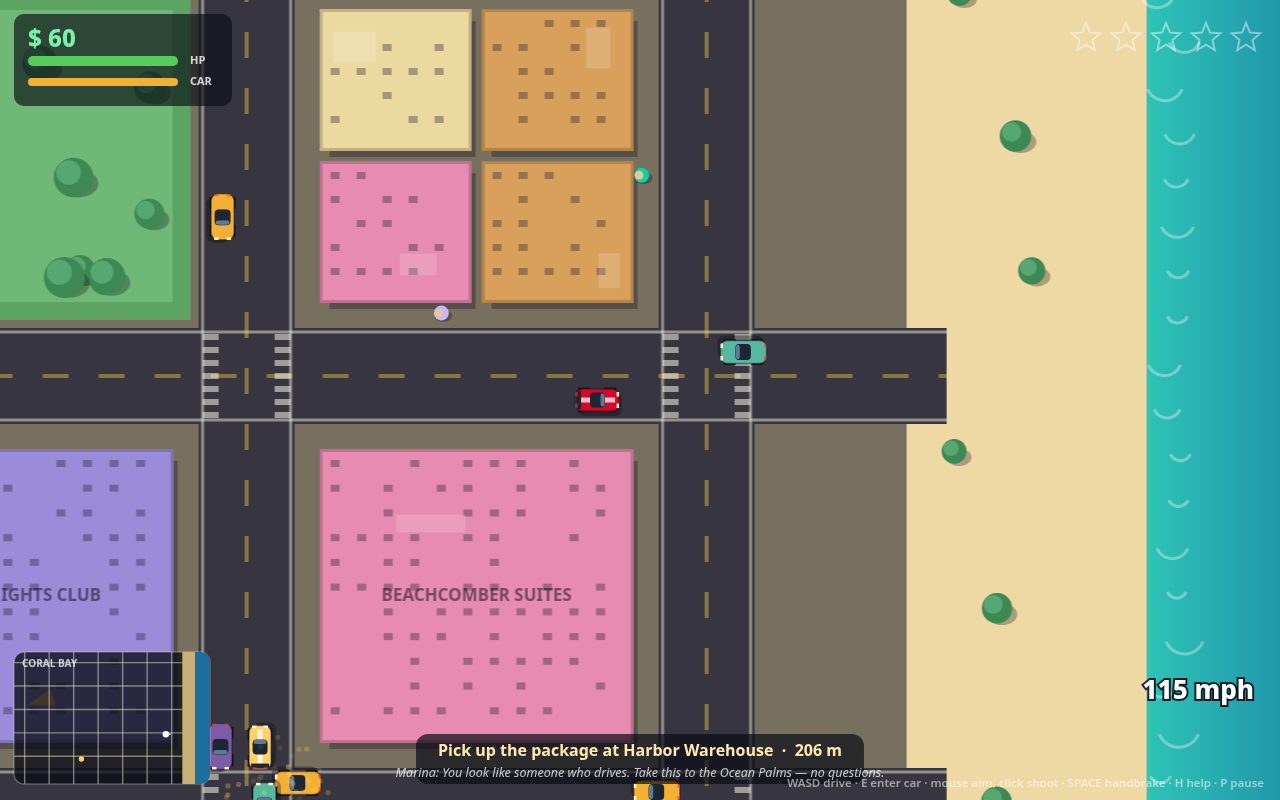 $ 60
HP
CAR
IGHTS CLUB
BEACHCOMBER SUITES
CORAL BAY
115 mph
Pick up the package at Harbor Warehouse · 206 m
Marina: You look like someone who drives. Take this to the Ocean Palms — no questions.
WASD drive · E enter car · mouse aim, click shoot · SPACE handbrake · H help · P pause